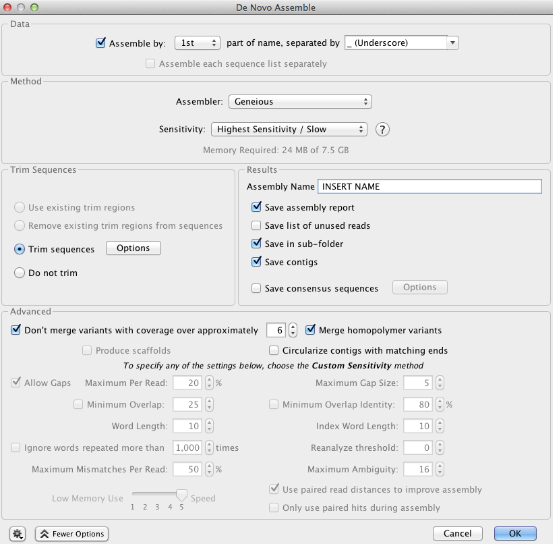 De Novo Assemble
Data
Assemble by: 1st part of name, separated by _ (Underscore)
Assemble each sequence list separately
Method
Assembler: Geneious
Sensitivity: Highest Sensitivity / Slow ?
Memory Required: 24 MB of 7.5 GB
Trim Sequences
Use existing trim regions
Remove existing trim regions from sequences
Trim sequences Options
Do not trim
Results
Assembly Name INSERT NAME
Save assembly report
Save list of unused reads
Save in sub-folder
Save contigs
Save consensus sequences Options
Advanced
Don't merge variants with coverage over approximately 6 Merge homopolymer variants
Produce scaffolds Circularize contigs with matching ends
To specify any of the settings below, choose the Custom Sensitivity method
Allow Gaps Maximum Per Read: 20 % Maximum Gap Size: 5
Minimum Overlap: 25 Minimum Overlap Identity: 80 %
Word Length: 10 Index Word Length: 10
Ignore words repeated more than 1,000 times Reanalyze threshold: 0
Maximum Mismatches Per Read: 50 % Maximum Ambiguity: 16
Low Memory Use Speed Use paired read distances to improve assembly
1 2 3 4 5 Only use paired hits during assembly
Fewer Options Cancel OK